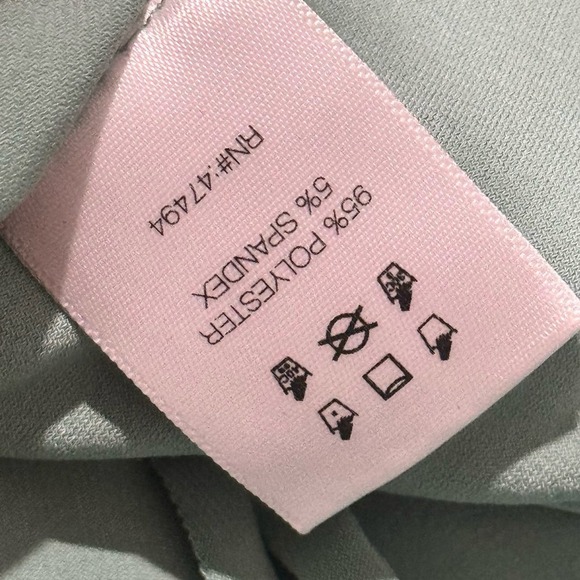 RN#:47494
95% POLYESTER
5% SPANDEX